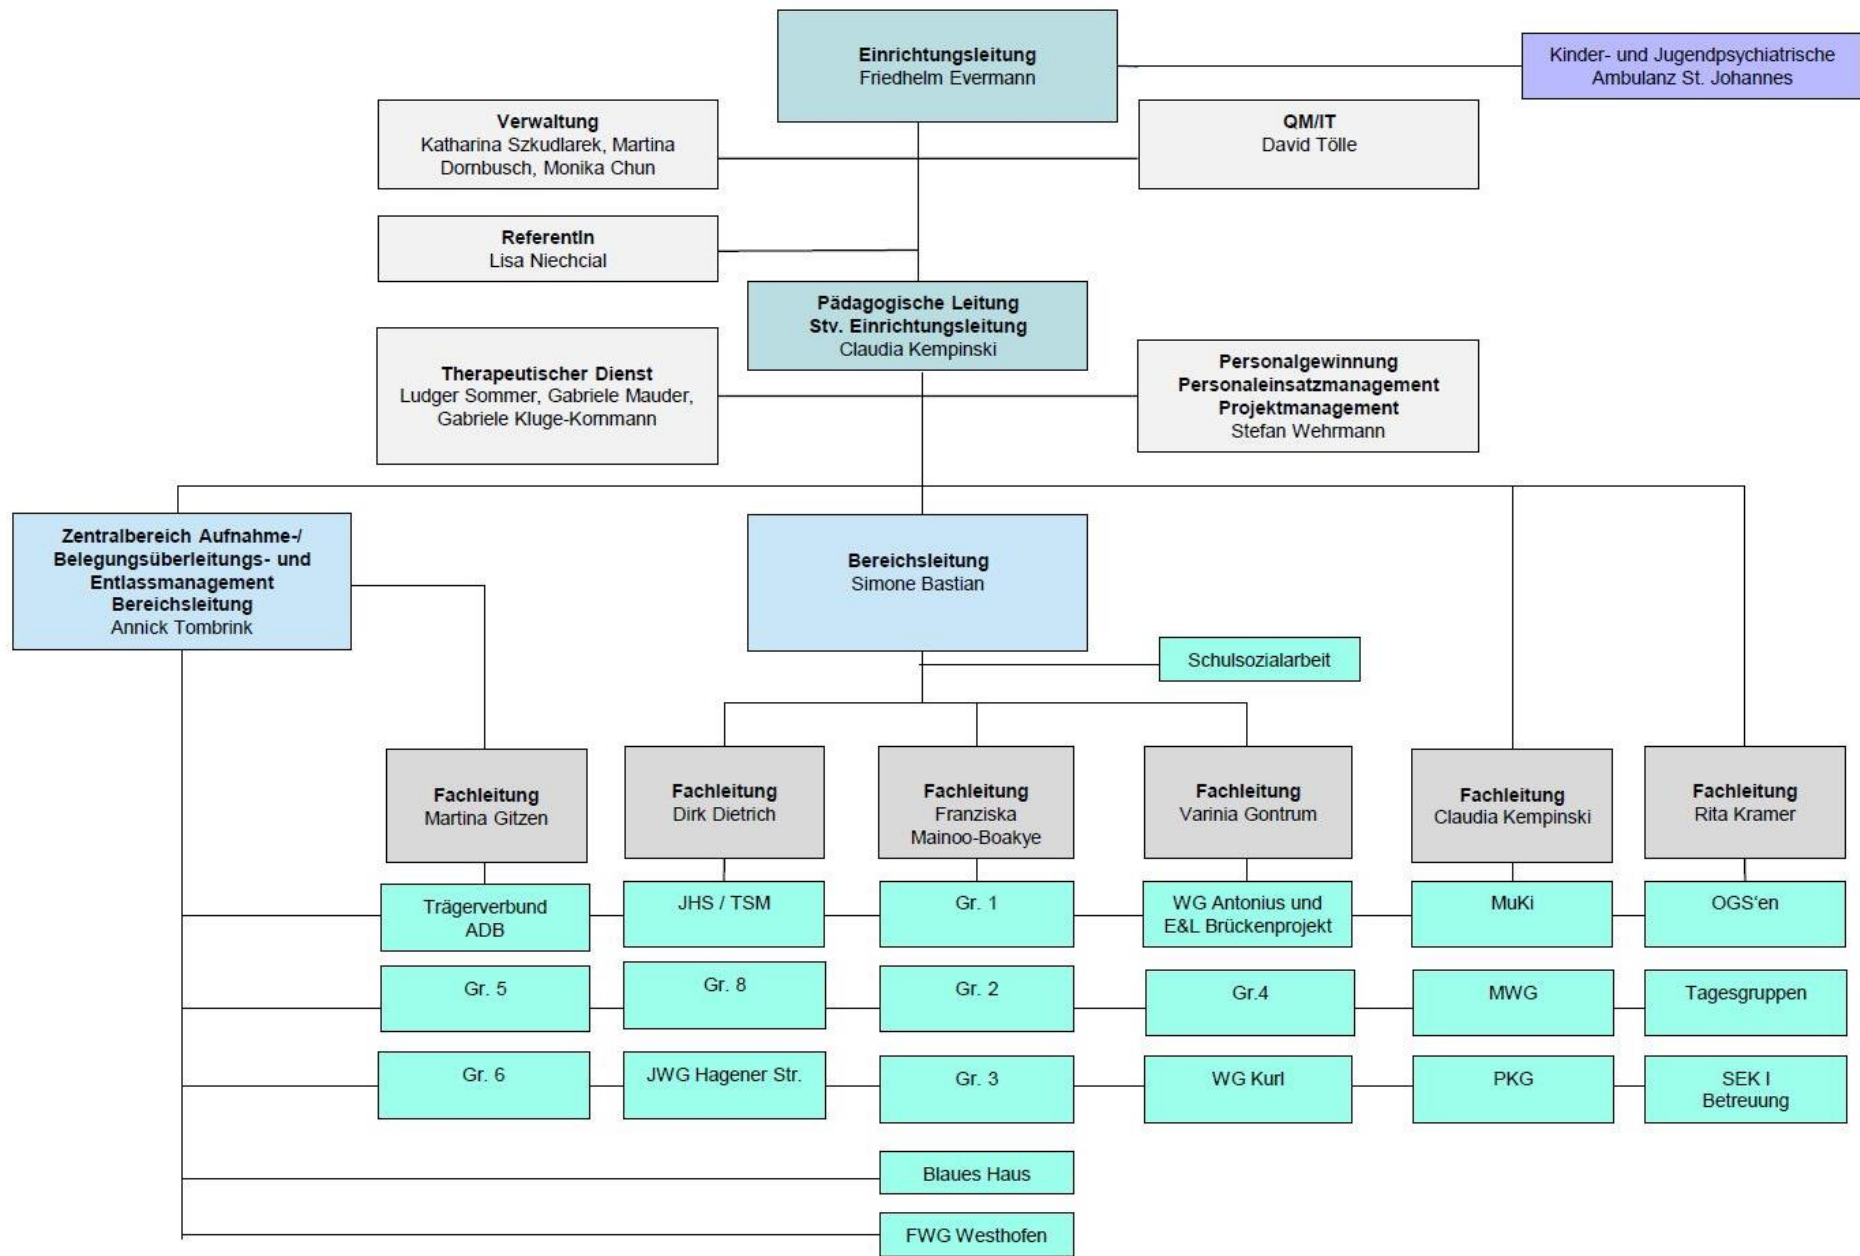 Einrichtungsleitung
Friedhelm Evermann
Kinder- und Jugendpsychiatrische
Ambulanz St. Johannes
Verwaltung
Katharina Szkudlarek, Martina
Dornbusch, Monika Chun
QM/IT
David Tölle
ReferentIn
Lisa Niechcial
Pädagogische Leitung
Stv. Einrichtungsleitung
Claudia Kempinski
Therapeutischer Dienst
Ludger Sommer, Gabriele Mauder,
Gabriele Kluge-Kornmann
Personalgewinnung
Personaleinsatzmanagement
Projektmanagement
Stefan Wehrmann
Zentralbereich Aufnahme-/
Belegungsüberleitungs- und
Entlassmanagement
Bereichsleitung
Annick Tombrink
Bereichsleitung
Simone Bastian
Schulsozialarbeit
Fachleitung
Martina Gitzen
Fachleitung
Dirk Dietrich
Fachleitung
Franziska
Mainoo-Boakye
Fachleitung
Varinia Gontrum
Fachleitung
Claudia Kempinski
Fachleitung
Rita Kramer
Trägerverbund
ADB
JHS / TSM
Gr. 1
WG Antonius und
E&L Brückenprojekt
MuKi
OGS'en
Gr. 5
Gr. 8
Gr. 2
Gr.4
MWG
Tagesgruppen
Gr. 6
JWG Hagener Str.
Gr. 3
WG Kurl
PKG
SEK I
Betreuung
Blaues Haus
FWG Westhofen